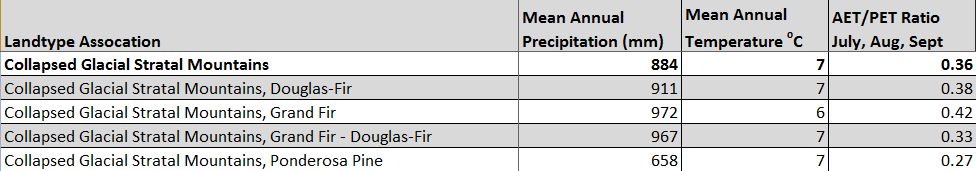 Landtype Assocation Mean Annual Precipitation (mm) Mean Annual Temperature ⁰C AET/PET Ratio July, Aug, Sept
Collapsed Glacial Stratal Mountains 884 7 0.36
Collapsed Glacial Stratal Mountains, Douglas-Fir 911 7 0.38
Collapsed Glacial Stratal Mountains, Grand Fir 972 6 0.42
Collapsed Glacial Stratal Mountains, Grand Fir - Douglas-Fir 967 7 0.33
Collapsed Glacial Stratal Mountains, Ponderosa Pine 658 7 0.27